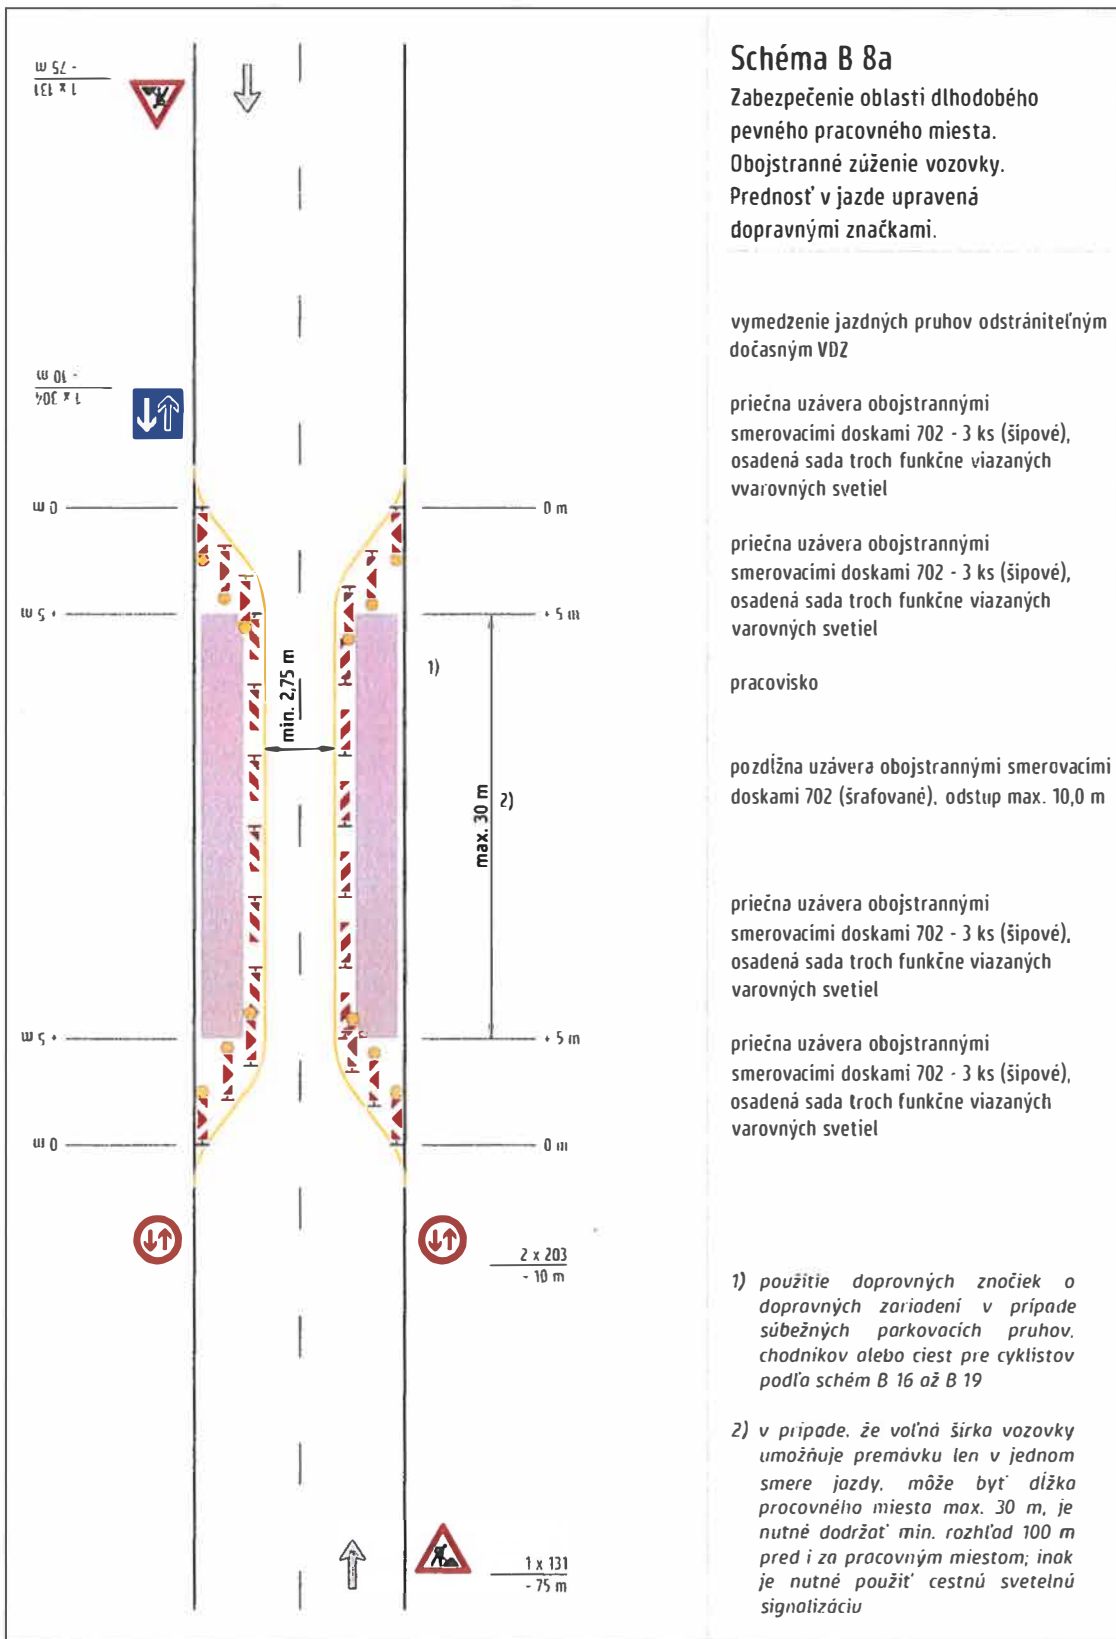 Schéma B 8a
Zabezpečenie oblasti dlhodobého
pevného pracovného miesta.
Obojstranné zúženie vozovky.
Prednosť v jazde upravená
dopravnými značkami.
1 x 131
- 75 m
1 x 304
- 10 m
0 m
0 m
+ 5 m
+ 5 m
min. 2,75 m
1)
max. 30 m
2)
+ 5 m
+ 5 m
0 m
0 m
2 x 203
- 10 m
1 x 131
- 75 m
vymedzenie jazdných pruhov odstrániteľným
dočasným VDZ
priečna uzávera obojstrannými
smerovacími doskami 702 - 3 ks (šípové),
osadená sada troch funkčne viazaných
vvarovných svetiel
priečna uzávera obojstrannými
smerovacími doskami 702 - 3 ks (šípové),
osadená sada troch funkčne viazaných
varovných svetiel
pracovisko
pozdĺžna uzávera obojstrannými smerovacími
doskami 702 (šrafované), odstup max. 10,0 m
priečna uzávera obojstrannými
smerovacími doskami 702 - 3 ks (šípové),
osadená sada troch funkčne viazaných
varovných svetiel
priečna uzávera obojstrannými
smerovacími doskami 702 - 3 ks (šípové),
osadená sada troch funkčne viazaných
varovných svetiel
1) použitie doprovných značiek o
dopravných zariadení v prípade
súbežných parkovacích pruhov,
chodníkov alebo ciest pre cyklistov
podľa schém B 16 až B 19
2) v prípade, že voľná šírka vozovky
umožňuje premávku len v jednom
smere jazdy, môže byť dĺžka
procovného miesta max. 30 m, je
nutné dodržať min. rozhľad 100 m
pred i za pracovným miestom; inak
je nutné použiť cestnú svetelnú
signalizáciu